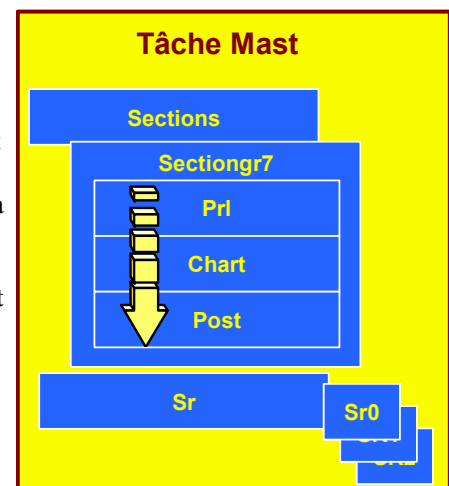 Tâche Mast
Sections
Sectiongr7
Prl
Chart
Post
Sr
Sr0